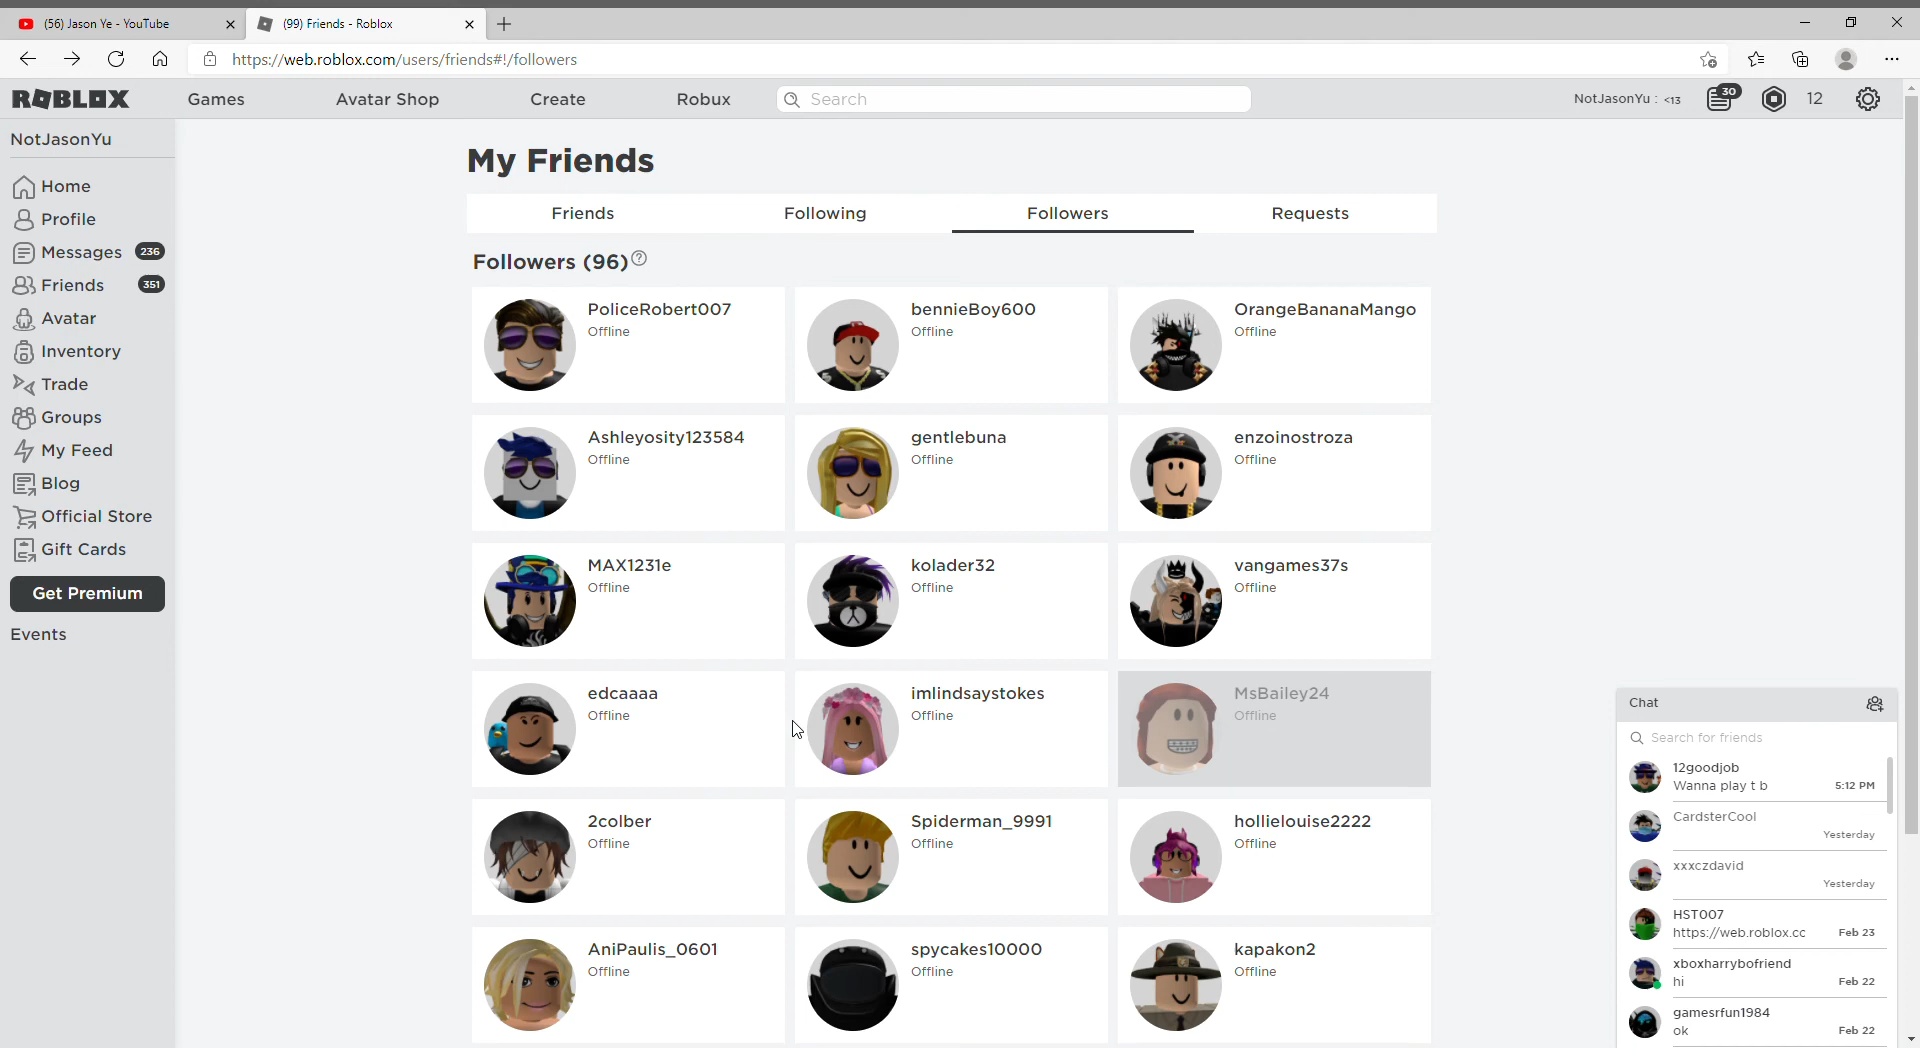 (56) Jason Ye - YouTube
(99) Friends - Roblox
https://web.roblox.com/users/friends#!/followers
ROBLOX
Games
Avatar Shop
Create
Robux
Search
NotJasonYu : <13
30
12
NotJasonYu
Home
Profile
Messages 236
Friends 351
Avatar
Inventory
Trade
Groups
My Feed
Blog
Official Store
Gift Cards
Get Premium
Events
My Friends
Friends
Following
Followers
Requests
Followers (96)
PoliceRobert007
Offline
bennieBoy600
Offline
OrangeBananaMango
Offline
Ashleyosity123584
Offline
gentlebuna
Offline
enzoinostroza
Offline
MAX1231e
Offline
kolader32
Offline
vangames37s
Offline
edcaaaa
Offline
imlindsaystokes
Offline
MsBailey24
Offline
2colber
Offline
Spiderman_9991
Offline
hollielouise2222
Offline
AniPaulis_0601
Offline
spycakes10000
Offline
kapakon2
Offline
Chat
Search for friends
12goodjob
Wanna play t b 5:12 PM
CardsterCool
Yesterday
xxxczdavid
Yesterday
HST007
https://web.roblox.cc Feb 23
xboxharrybofriend
hi Feb 22
gamesrfun1984
ok Feb 22